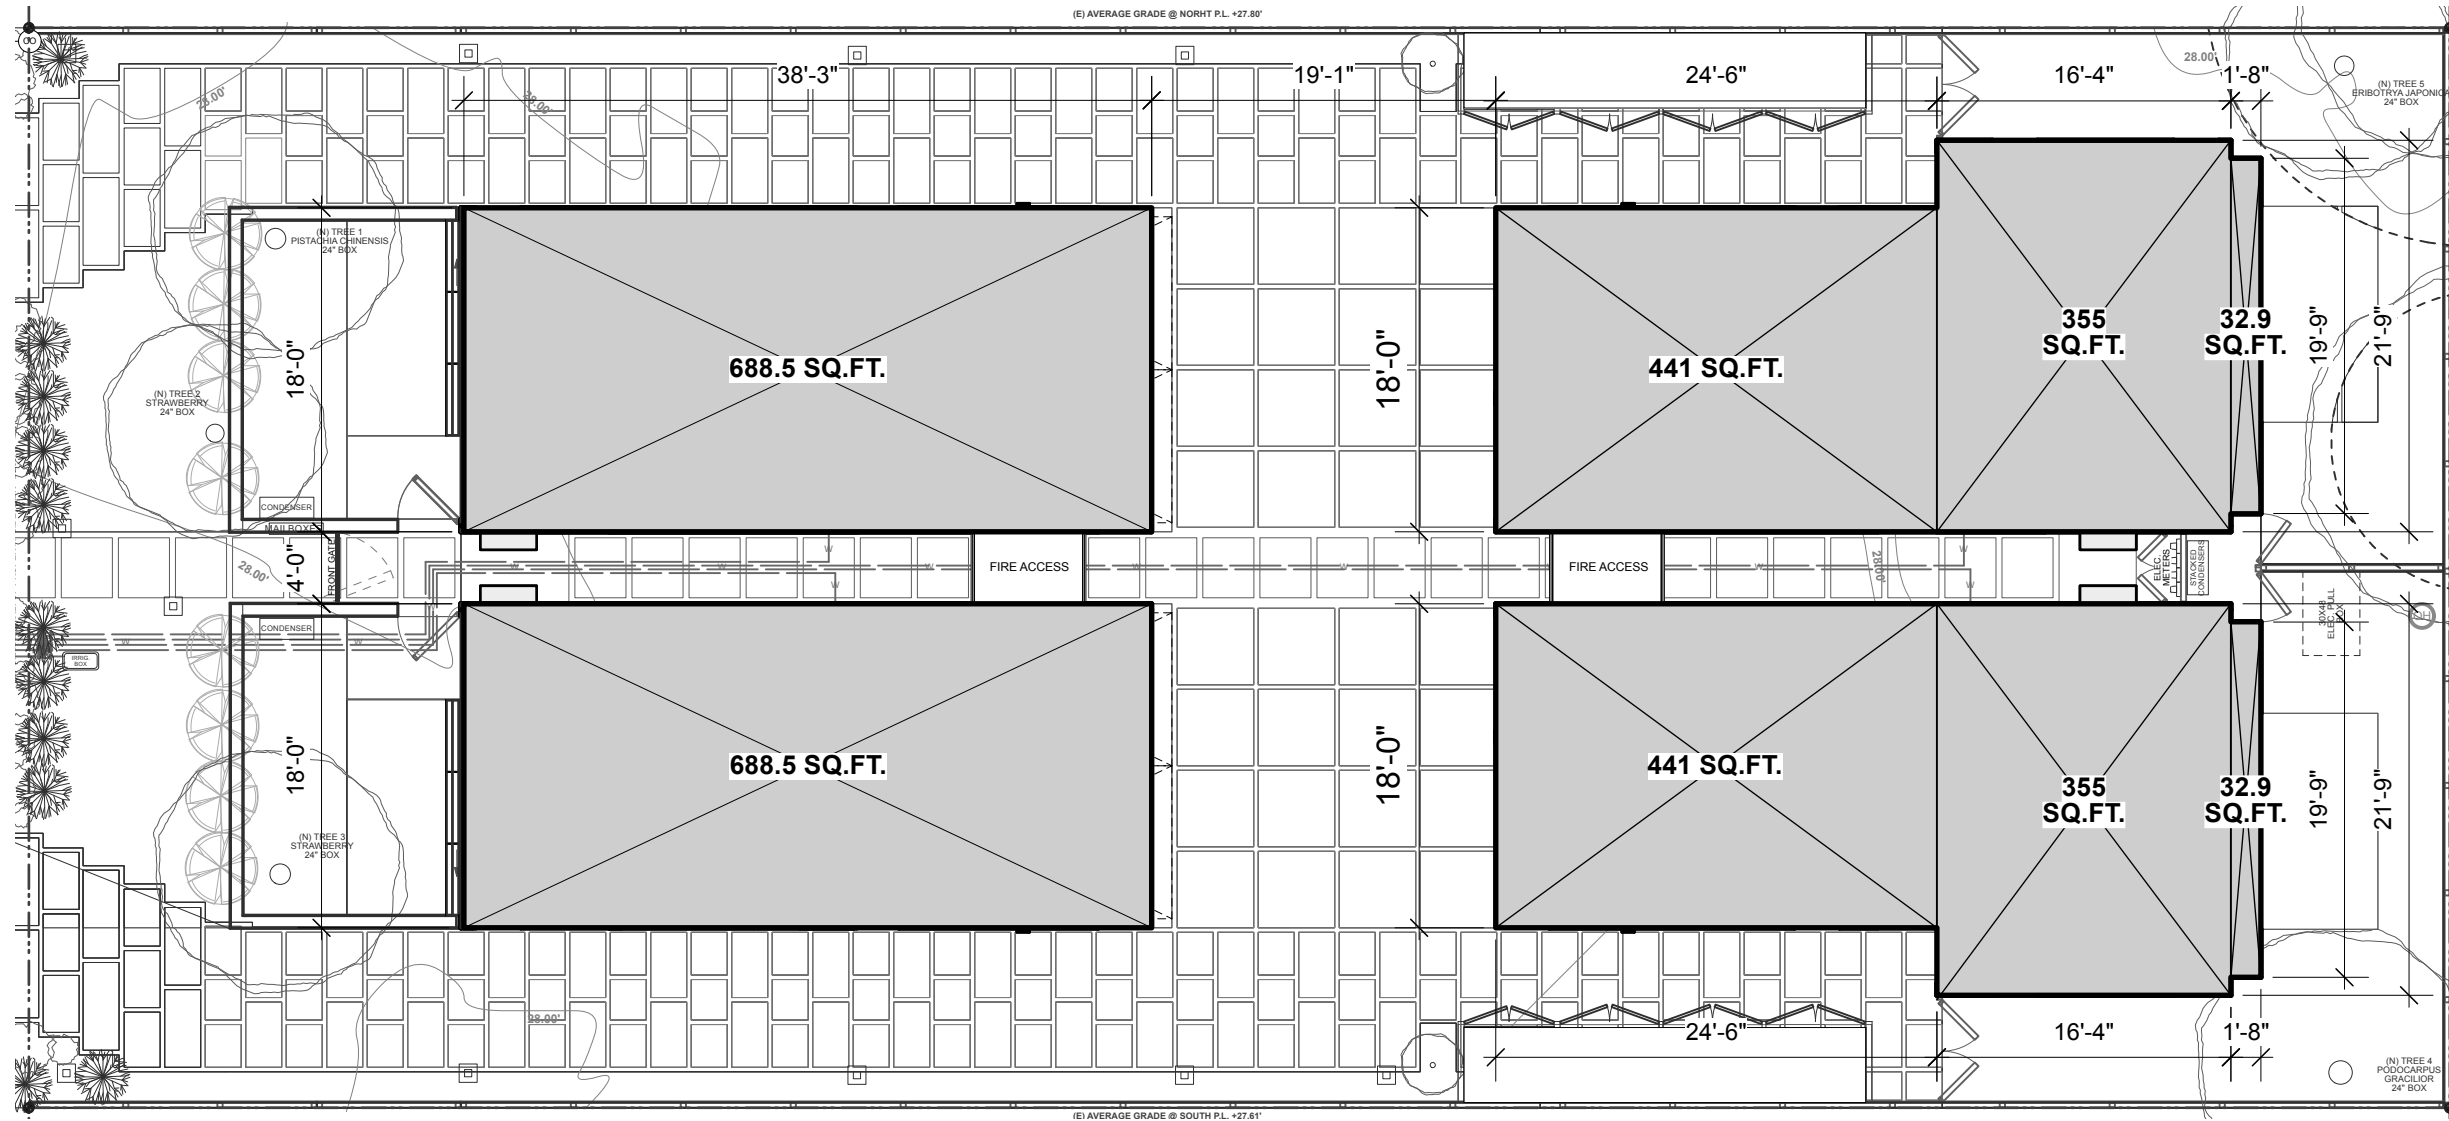 (E) AVERAGE GRADE @ NORHT P.L. +27.80'
38'-3"
19'-1"
24'-6"
16'-4"
1'-8"
28.00'
28.00'
28.00'
(N) TREE 5
ERIBOTRYA JAPONICA
24" BOX
(N) TREE 1
PISTACHIA CHINENSIS
24" BOX
18'-0"
688.5 SQ.FT.
18'-0"
441 SQ.FT.
355
SQ.FT.
32.9
SQ.FT.
19'-9"
21'-9"
(N) TREE 2
STRAWBERRY
24" BOX
CONDENSER
MAILBOXE
28.00'
4'-0"
FRONT GATE
W
W
W
W
W
FIRE ACCESS
W
W
FIRE ACCESS
W
28.00'
W
W
ELEC.
METERS
STACKED
CONDENSERS
CONDENSER
W
W
IRRIG
BOX
30X48
ELEC. PULL
BOX
18'-0"
688.5 SQ.FT.
18'-0"
441 SQ.FT.
355
SQ.FT.
32.9
SQ.FT.
19'-9"
21'-9"
(N) TREE 3
STRAWBERRY
24" BOX
28.00'
24'-6"
16'-4"
1'-8"
(N) TREE 4
PODOCARPUS
GRACILIOR
24" BOX
(E) AVERAGE GRADE @ SOUTH P.L. +27.61'